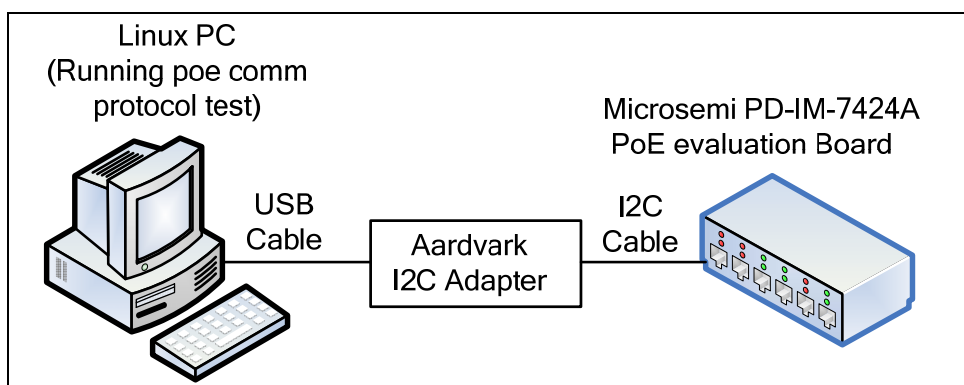 Linux PC
(Running poe comm
protocol test)
Microsemi PD-IM-7424A
PoE evaluation Board
USB
Cable
Aardvark
I2C Adapter
I2C
Cable